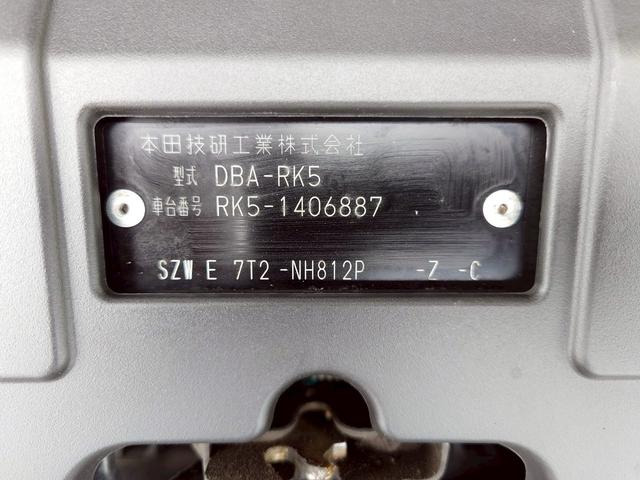 本田技研工業株式会社
型式 DBA-RK5
車台番号 RK5-1406887
SZW E 7T2 -NH812P -Z -C